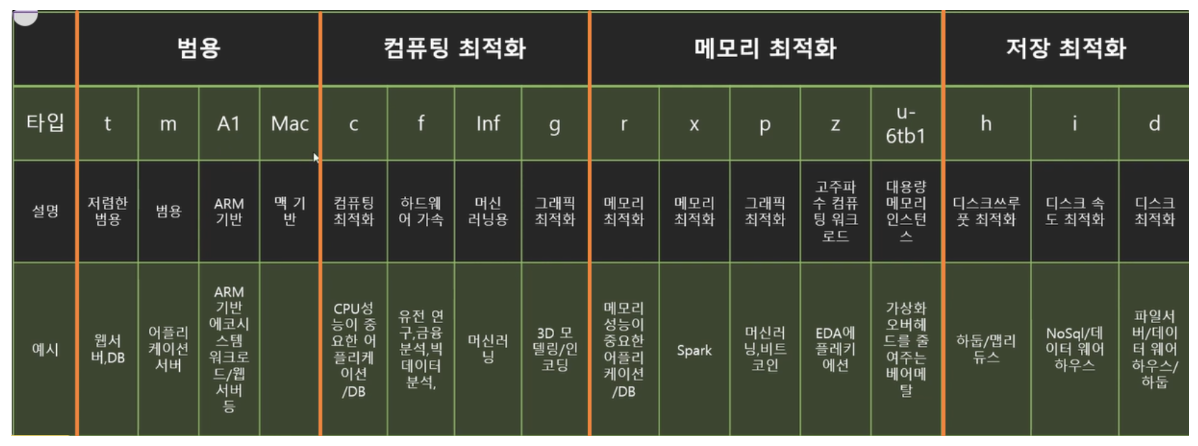 범용
컴퓨팅 최적화
메모리 최적화
저장 최적화
타입
t
m
A1
Mac
c
f
Inf
g
r
x
p
z
u-
6tb1
h
i
d
설명
저렴한
범용
범용
ARM
기반
맥 기
반
컴퓨팅
최적화
하드웨
어 가속
머신
러닝용
그래픽
최적화
메모리
최적화
메모리
최적화
그래픽
최적화
고주파
수 컴퓨
팅 워크
로드
대용량
메모리
인스턴
스
디스크쓰루
풋 최적화
디스크 속
도 최적화
디스크
최적화
예시
웹서
버,DB
어플리
케이션
서버
ARM
기반
에코시
스템
워크로
드/웹
서버
등
CPU성
능이 중
요한 어
플리케
이션
/DB
유전 연
구,금융
분석,빅
데이터
분석,
머신러
닝
3D 모
델링/인
코딩
메모리
성능이
중요한
어플리
케이션
/DB
Spark
머신러
닝,비트
코인
EDA에
플레키
에션
가상화
오버헤
드를 줄
여주는
베어메
탈
하둡/맵리
듀스
NoSql/데
이터 웨어
하우스
파일서
버/데이
터 웨어
하우스/
하둡